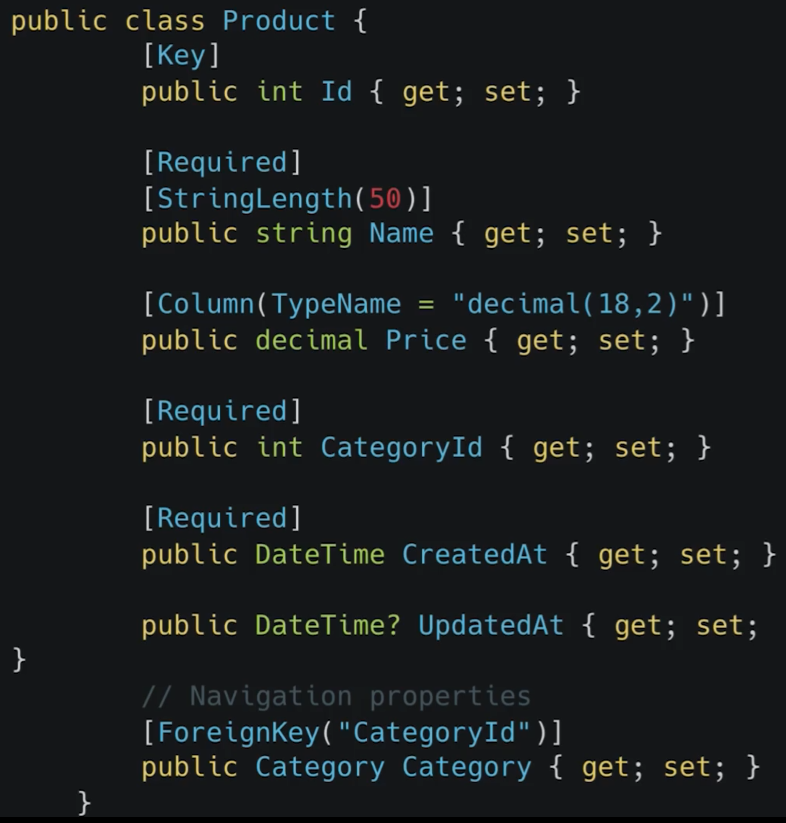 public class Product {
[Key]
public int Id { get; set; }
[Required]
[StringLength(50)]
public string Name { get; set; }
[Column(TypeName = "decimal(18,2)")]
public decimal Price { get; set; }
[Required]
public int CategoryId { get; set; }
[Required]
public DateTime CreatedAt { get; set; }
public DateTime? UpdatedAt { get; set;
}
// Navigation properties
[ForeignKey("CategoryId")]
public Category Category { get; set; }
}